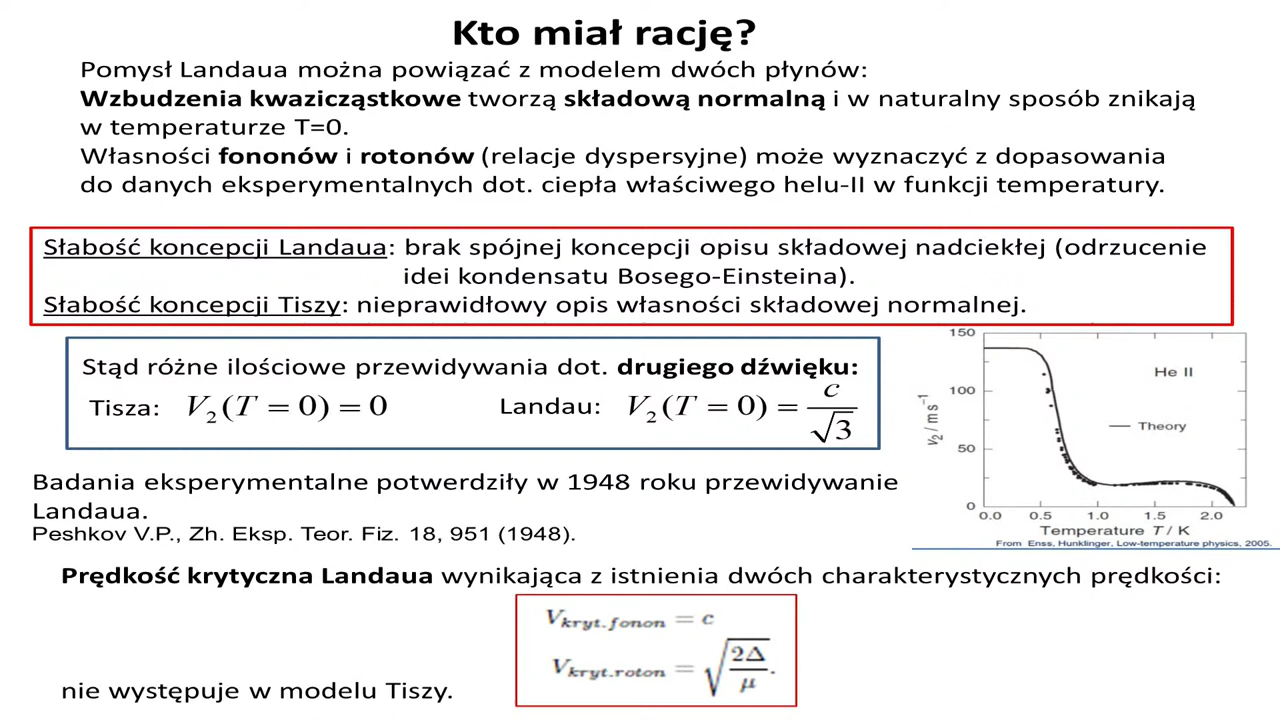 Kto miał rację?
Pomysł Landaua można powiązać z modelem dwóch płynów:
Wzbudzenia kwazicząstkowe tworzą składową normalną i w naturalny sposób znikają
w temperaturze T=0.
Własności fononów i rotonów (relacje dyspersyjne) może wyznaczyć z dopasowania
do danych eksperymentalnych dot. ciepła właściwego helu-II w funkcji temperatury.
Słabość koncepcji Landaua: brak spójnej koncepcji opisu składowej nadciekłej (odrzucenie
idei kondensatu Bosego-Einsteina).
Słabość koncepcji Tiszy: nieprawidłowy opis własności składowej normalnej.
Stąd różne ilościowe przewidywania dot. drugiego dźwięku:
Tisza: V₂(T = 0) = 0 Landau: V₂(T = 0) = c/√3
150
100
50
0
v₂ / m s⁻¹
He II
Theory
0.0 0.5 1.0 1.5 2.0
Temperature T / K
From Enss, Hunklinger, Low-temperature physics, 2005.
Badania eksperymentalne potwierdziły w 1948 roku przewidywanie
Landaua.
Peshkov V.P., Zh. Eksp. Teor. Fiz. 18, 951 (1948).
Prędkość krytyczna Landaua wynikająca z istnienia dwóch charakterystycznych prędkości:
V_kryt.fonon = c
V_kryt.roton = √(2Δ/μ).
nie występuje w modelu Tiszy.